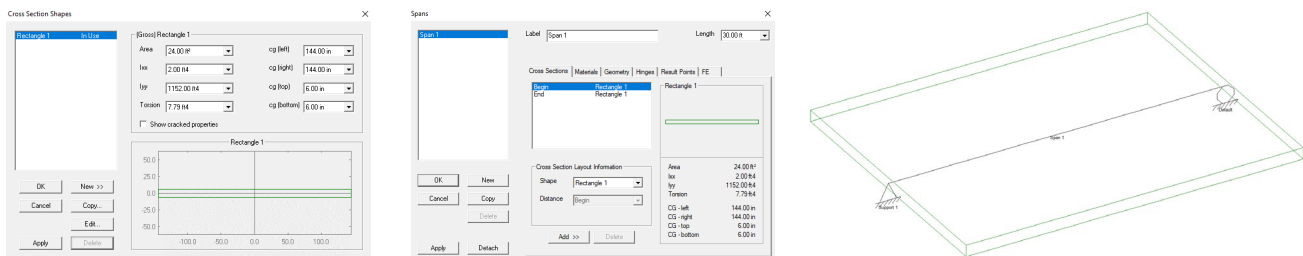 Cross Section Shapes
Rectangle 1 In Use
(Gross) Rectangle 1
Area 24.00 ft²
Ixx 2.00 ft4
Iyy 1152.00 ft4
Torsion 7.79 ft4
cg (left) 144.00 in
cg (right) 144.00 in
cg (top) 6.00 in
cg (bottom) 6.00 in
Show cracked properties
OK New >>
Cancel Copy...
Edit...
Apply Delete
Rectangle 1
50.0
25.0
0.0
-25.0
-50.0
-100.0 -50.0 0.0 50.0 100.0
Spans
Span 1
Label Span 1 Length 30.00 ft
Cross Sections Materials Geometry Hinges Result Points FE
Begin Rectangle 1
End Rectangle 1
Rectangle 1
Cross Section Layout Information
Shape Rectangle 1
Distance Begin
Add >> Delete
Area 24.00 ft²
Ixx 2.00 ft4
Iyy 1152.00 ft4
Torsion 7.79 ft4
CG - left 144.00 in
CG - right 144.00 in
CG - top 6.00 in
CG - bottom 6.00 in
OK New
Cancel Copy
Delete
Apply Detach
Default
Span 1
Support 1